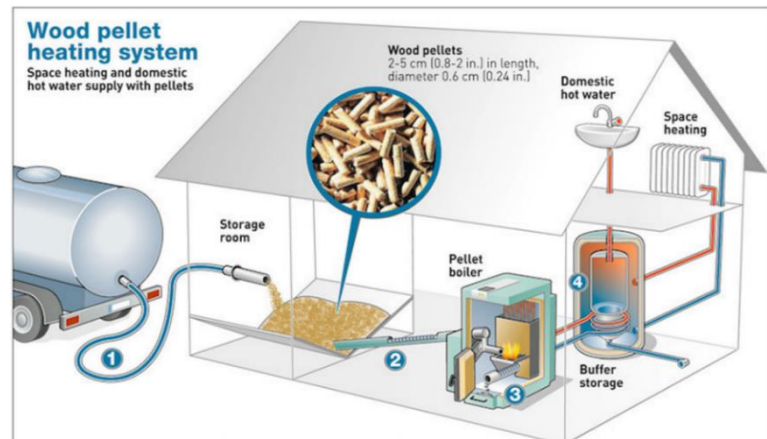 Wood pellet
heating system
Space heating and domestic
hot water supply with pellets
Wood pellets
2-5 cm (0.8-2 in.) in length,
diameter 0.6 cm (0.24 in.)
Domestic
hot water
Space
heating
Storage
room
Pellet
boiler
4
1
2
3
Buffer
storage